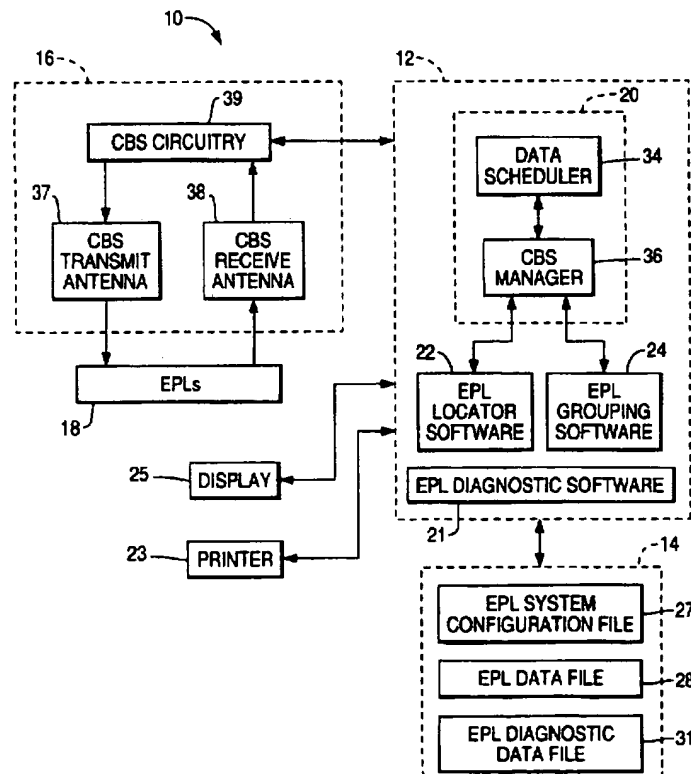 10
16
12
39
20
CBS CIRCUITRY
DATA
SCHEDULER
34
37
38
CBS
TRANSMIT
ANTENNA
CBS
RECEIVE
ANTENNA
CBS
MANAGER
36
22
24
EPLs
18
EPL
LOCATOR
SOFTWARE
EPL
GROUPING
SOFTWARE
25
DISPLAY
EPL DIAGNOSTIC SOFTWARE
21
23
PRINTER
14
EPL SYSTEM
CONFIGURATION FILE
27
EPL DATA FILE
28
EPL DIAGNOSTIC
DATA FILE
31